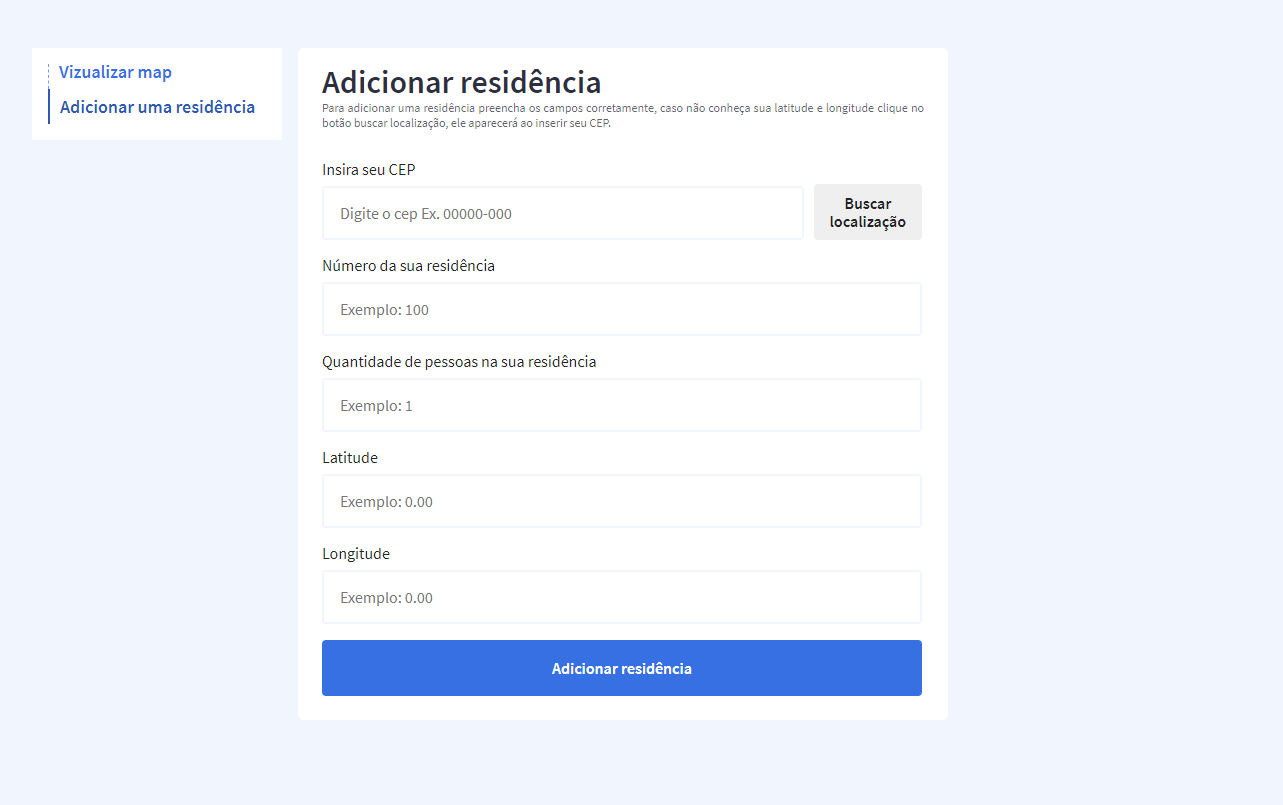 Vizualizar map
Adicionar uma residência
Adicionar residência
Para adicionar uma residência preencha os campos corretamente, caso não conheça sua latitude e longitude clique no
botão buscar localização, ele aparecerá ao inserir seu CEP.
Insira seu CEP
Digite o cep Ex. 00000-000
Buscar
localização
Número da sua residência
Exemplo: 100
Quantidade de pessoas na sua residência
Exemplo: 1
Latitude
Exemplo: 0.00
Longitude
Exemplo: 0.00
Adicionar residência